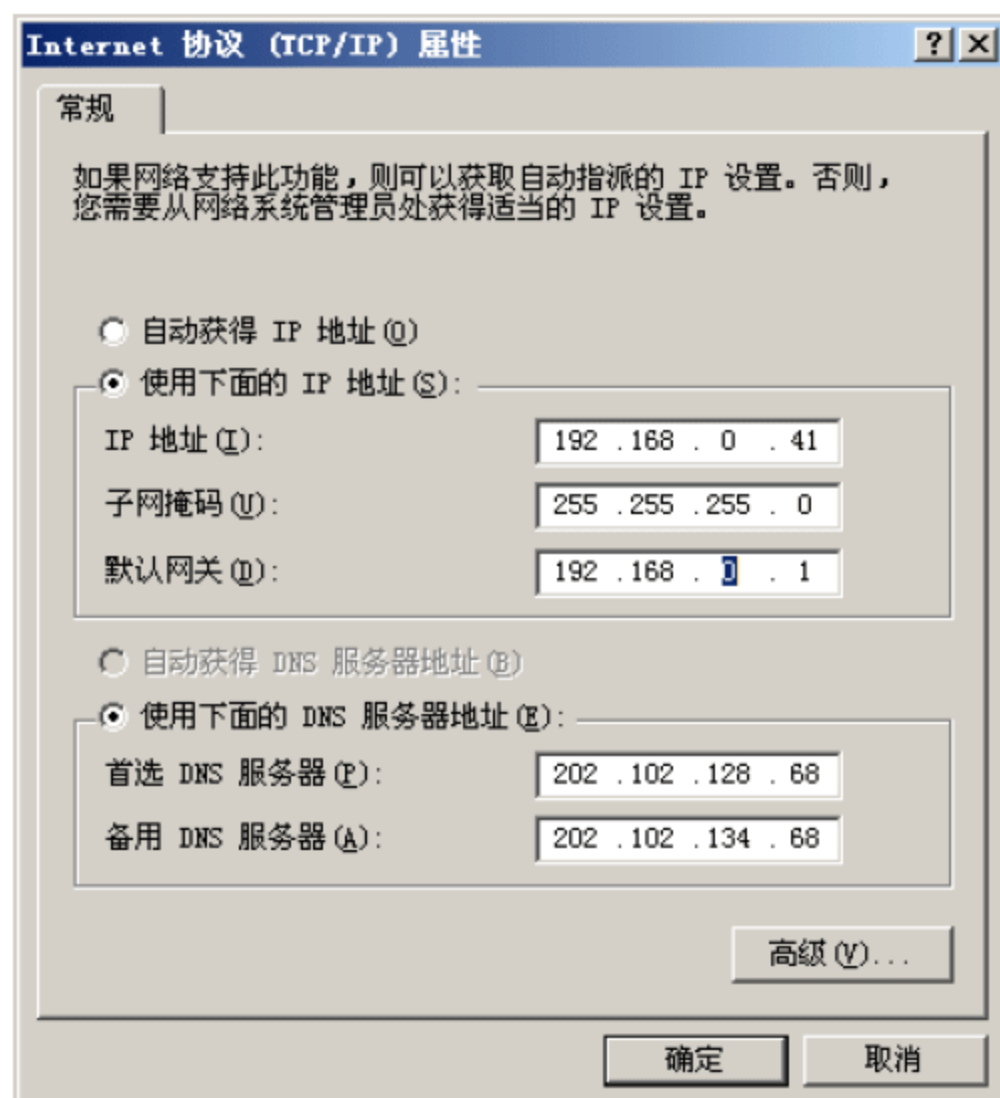 Internet 协议 (TCP/IP) 属性
常规
如果网络支持此功能，则可以获取自动指派的 IP 设置。否则，
您需要从网络系统管理员处获得适当的 IP 设置。
自动获得 IP 地址(O)
使用下面的 IP 地址(S):
IP 地址(I): 192 .168 . 0 . 41
子网掩码(U): 255 .255 .255 . 0
默认网关(D): 192 .168 . 0 . 1
自动获得 DNS 服务器地址(B)
使用下面的 DNS 服务器地址(E):
首选 DNS 服务器(P): 202 .102 .128 . 68
备用 DNS 服务器(A): 202 .102 .134 . 68
高级(V)...
确定 取消